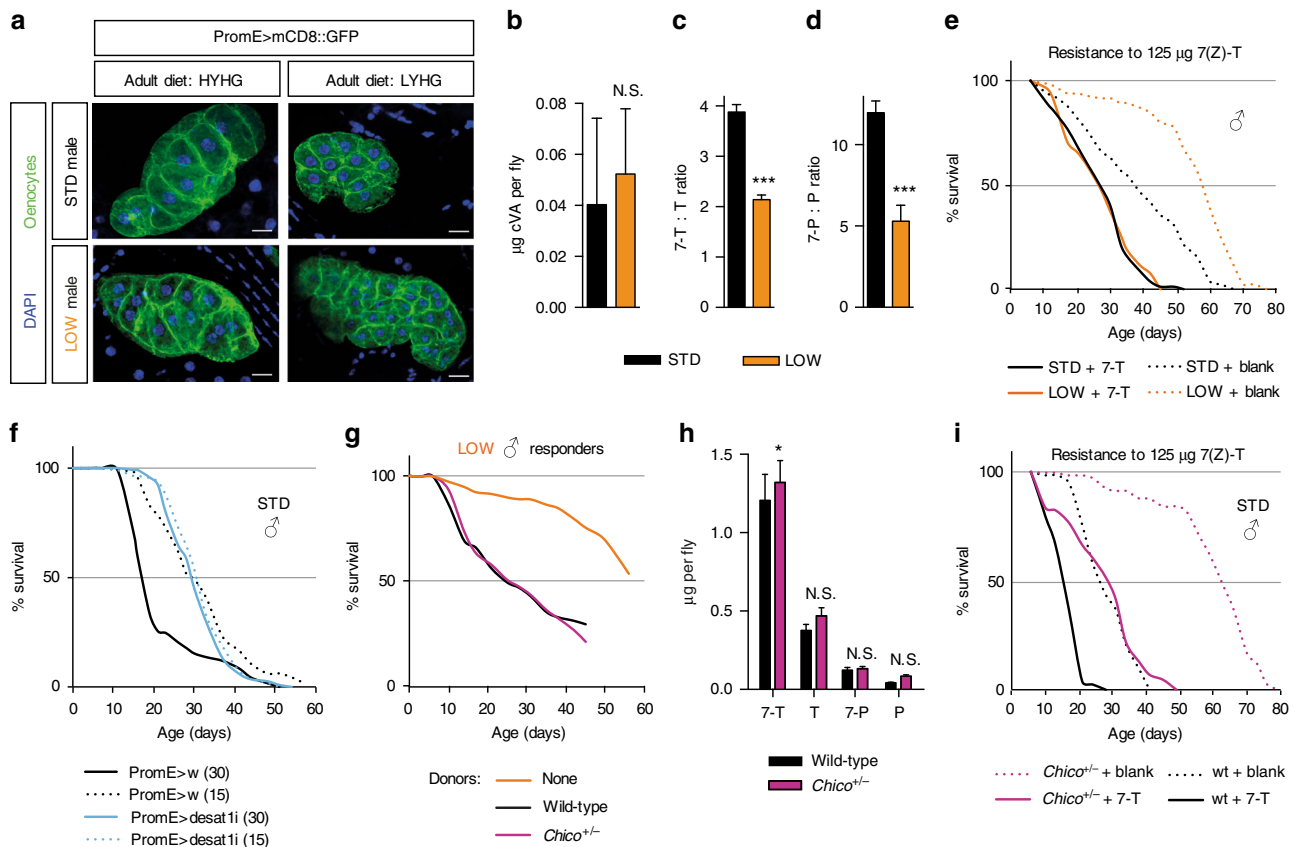 a
PromE>mCD8::GFP
Adult diet: HYHG
Adult diet: LYHG
Oenocytes
DAPI
STD male
LOW male
b
N.S.
µg cVA per fly
0.08
0.06
0.04
0.02
0.00
c
7-T : T ratio
4
3
2
1
0
***
d
7-P : P ratio
10
5
0
***
STD
LOW
e
Resistance to 125 µg 7(Z)-T
♂
% survival
100
50
0
0 10 20 30 40 50 60 70 80
Age (days)
STD + 7-T
STD + blank
LOW + 7-T
LOW + blank
f
STD
♂
% survival
100
50
0
0 10 20 30 40 50 60
Age (days)
PromE>w (30)
PromE>w (15)
PromE>desat1i (30)
PromE>desat1i (15)
g
LOW ♂ responders
% survival
100
50
0
0 10 20 30 40 50 60
Age (days)
Donors:
None
Wild-type
Chico+/–
h
µg per fly
1.5
1.0
0.5
0.0
*
N.S.
N.S.
N.S.
7-T T 7-P P
Wild-type
Chico+/–
i
Resistance to 125 µg 7(Z)-T
STD
♂
% survival
100
50
0
0 10 20 30 40 50 60 70 80
Age (days)
Chico+/– + blank
wt + blank
Chico+/– + 7-T
wt + 7-T